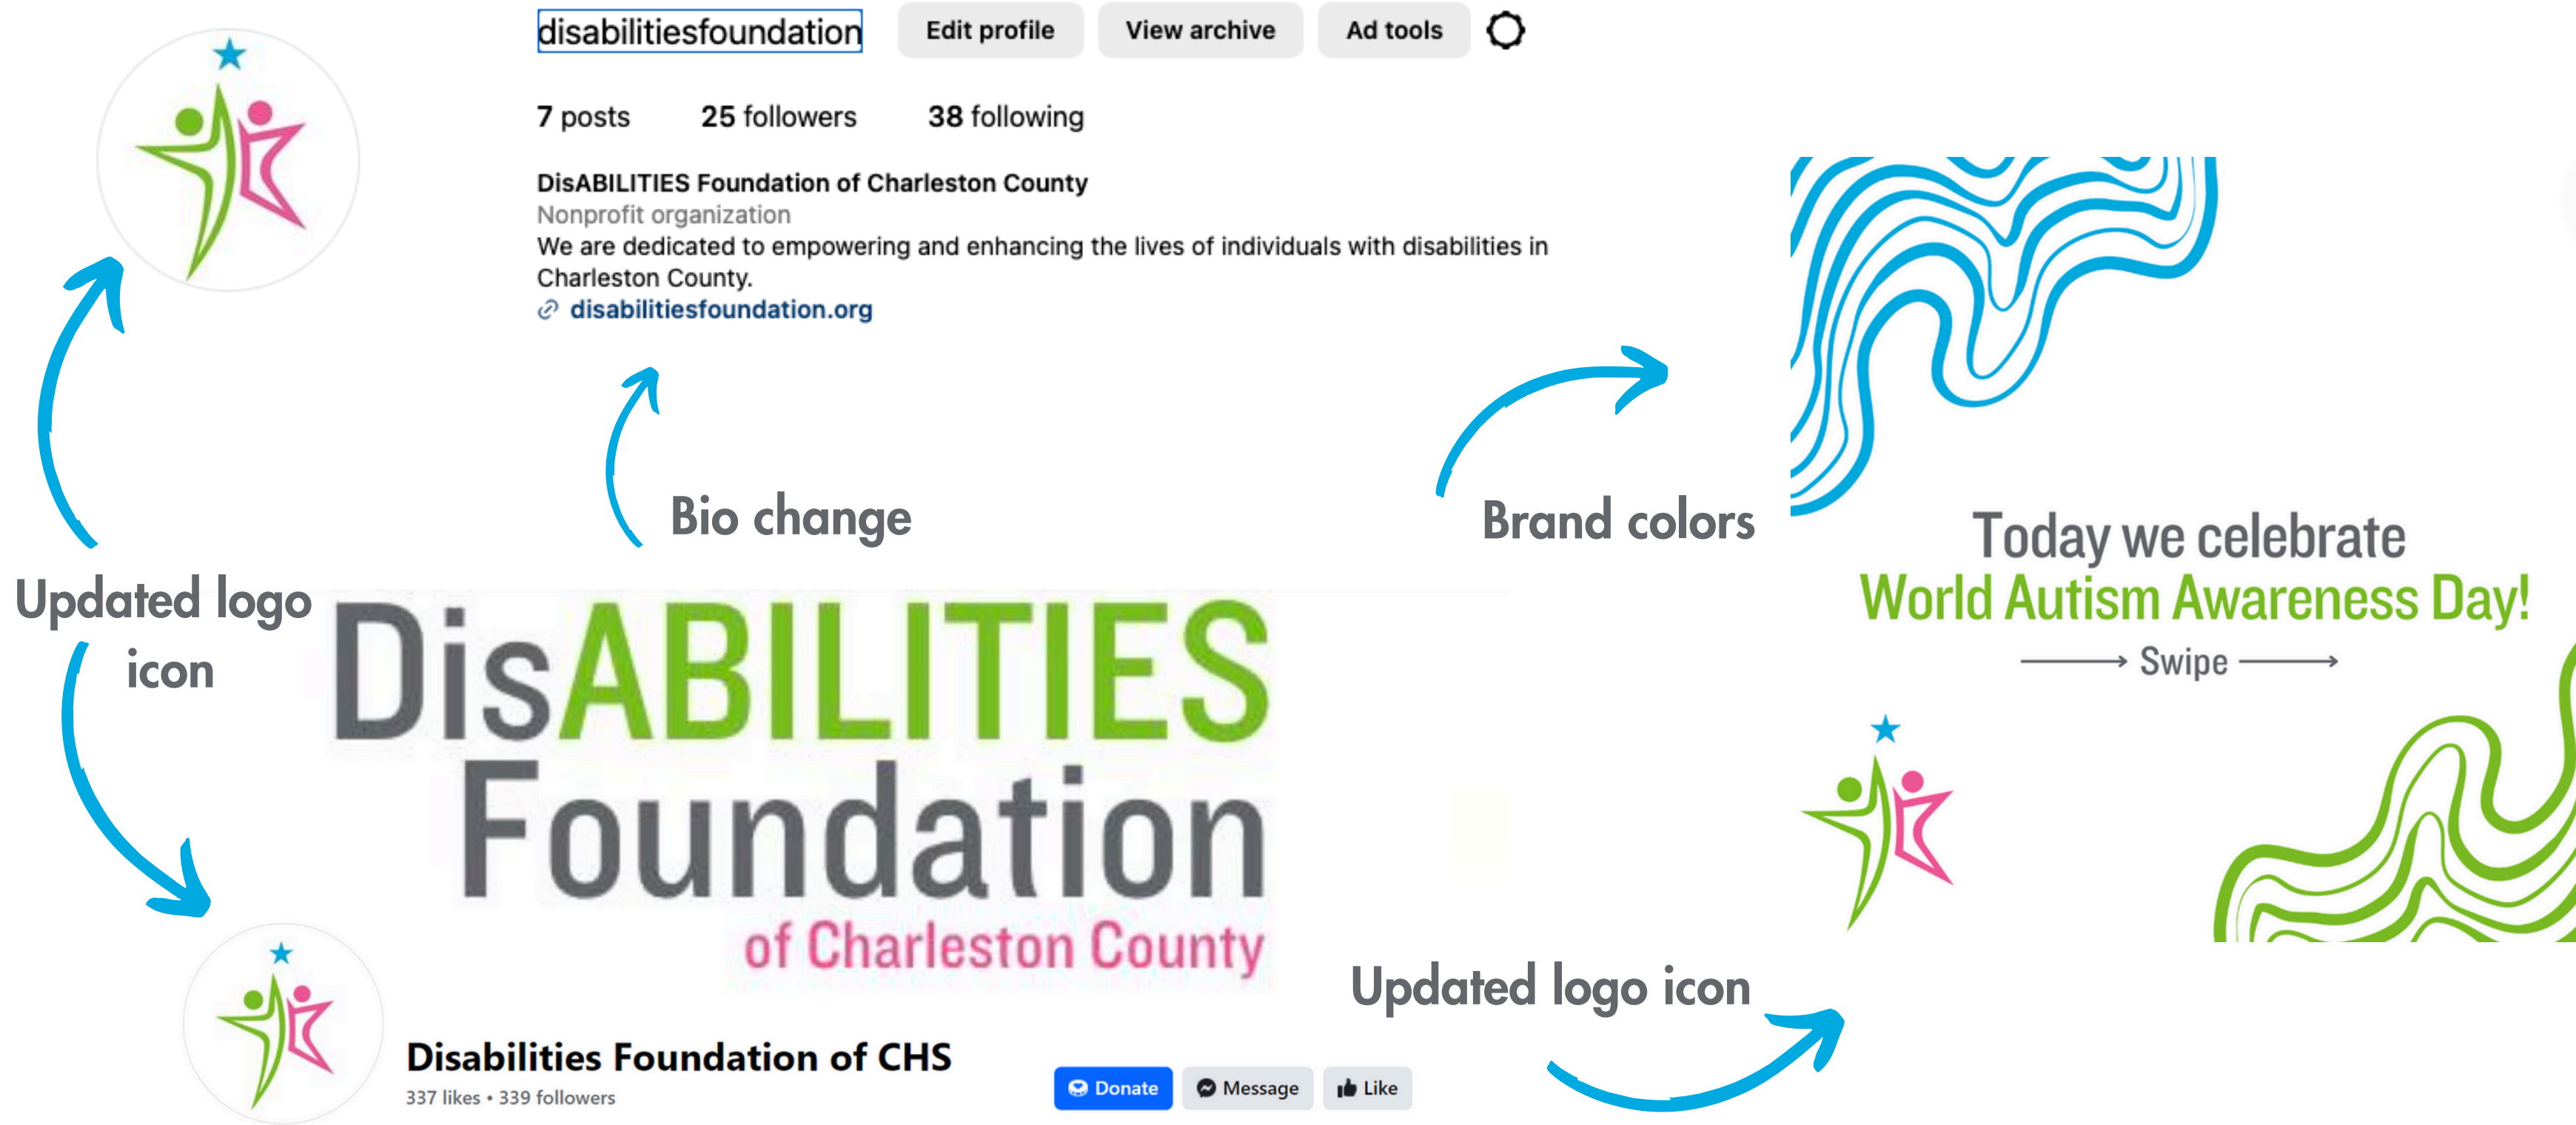 disabilitiesfoundation Edit profile View archive Ad tools
7 posts 25 followers 38 following
DisABILITIES Foundation of Charleston County
Nonprofit organization
We are dedicated to empowering and enhancing the lives of individuals with disabilities in
Charleston County.
disabilitiesfoundation.org
Bio change
Brand colors
Today we celebrate
World Autism Awareness Day!
Swipe
Updated logo
icon
DisABILITIES
Foundation
of Charleston County
Updated logo icon
Disabilities Foundation of CHS
337 likes • 339 followers
Donate Message Like